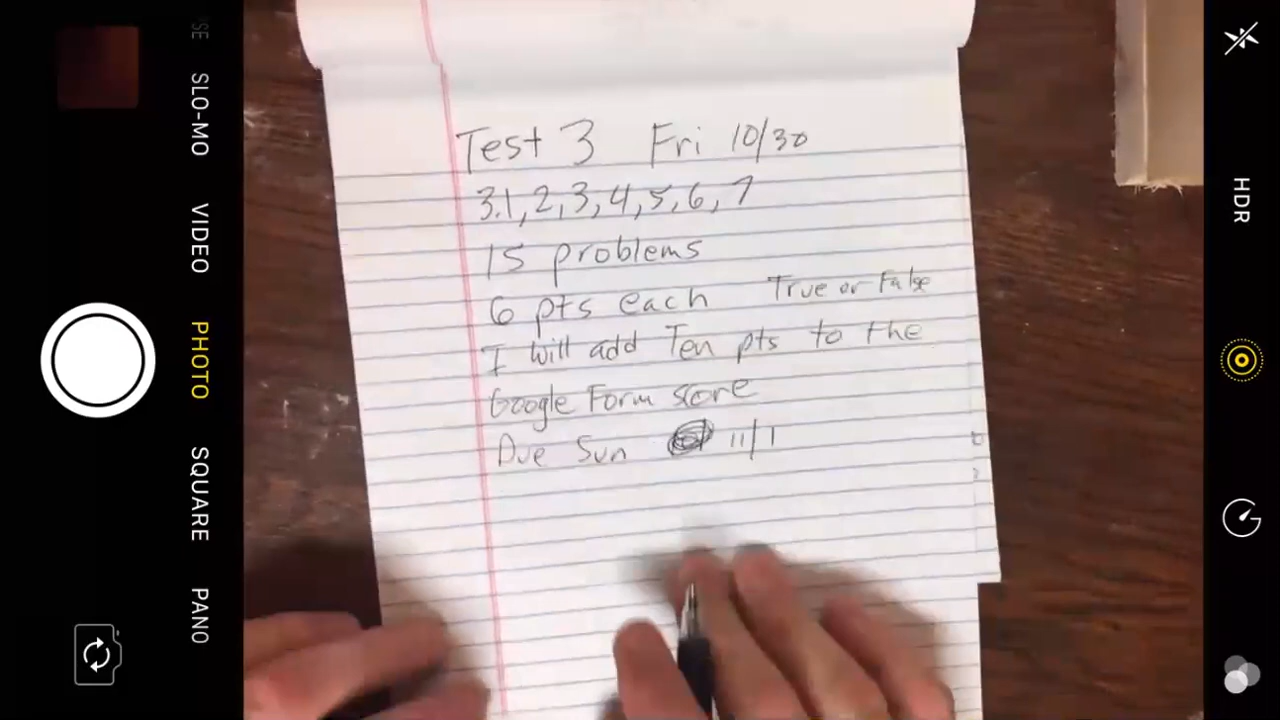 SE
SLO-MO
VIDEO
PHOTO
SQUARE
PANO
Test 3 Fri 10/30
3.1, 2, 3, 4, 5, 6, 7
15 problems
6 pts each True or False
I will add Ten pts to the
Google Form score
Due Sun 11/1
HDR